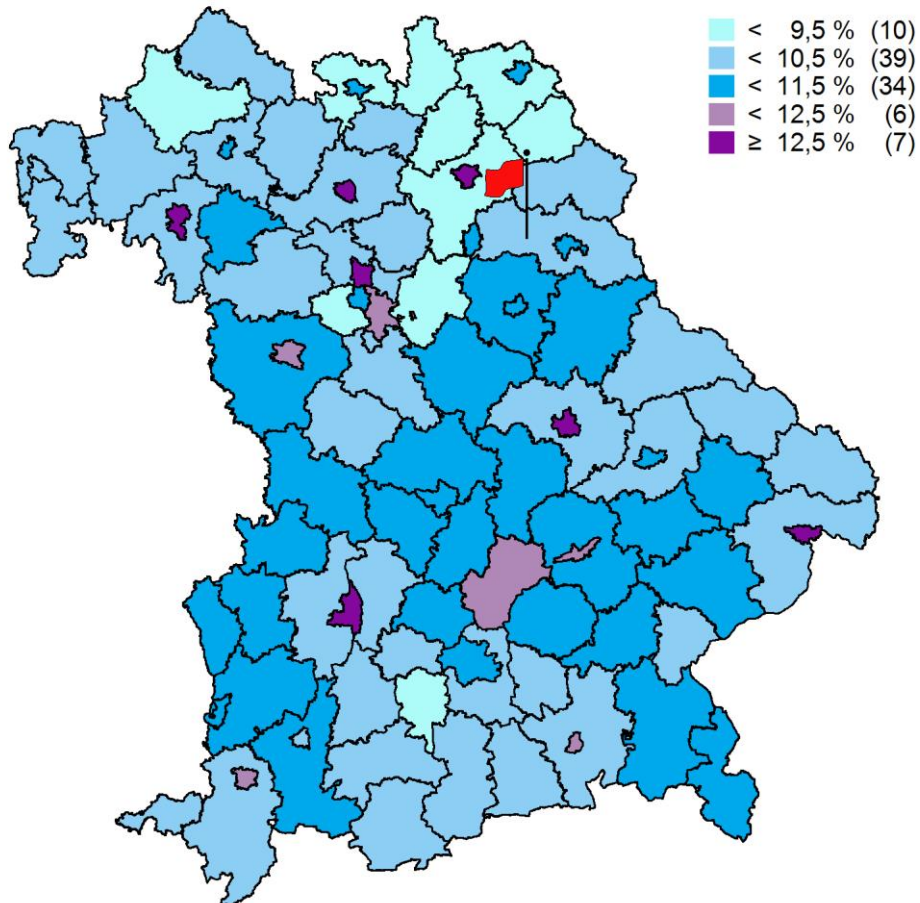 < 9,5 % (10)
< 10,5 % (39)
< 11,5 % (34)
< 12,5 % (6)
≥ 12,5 % (7)